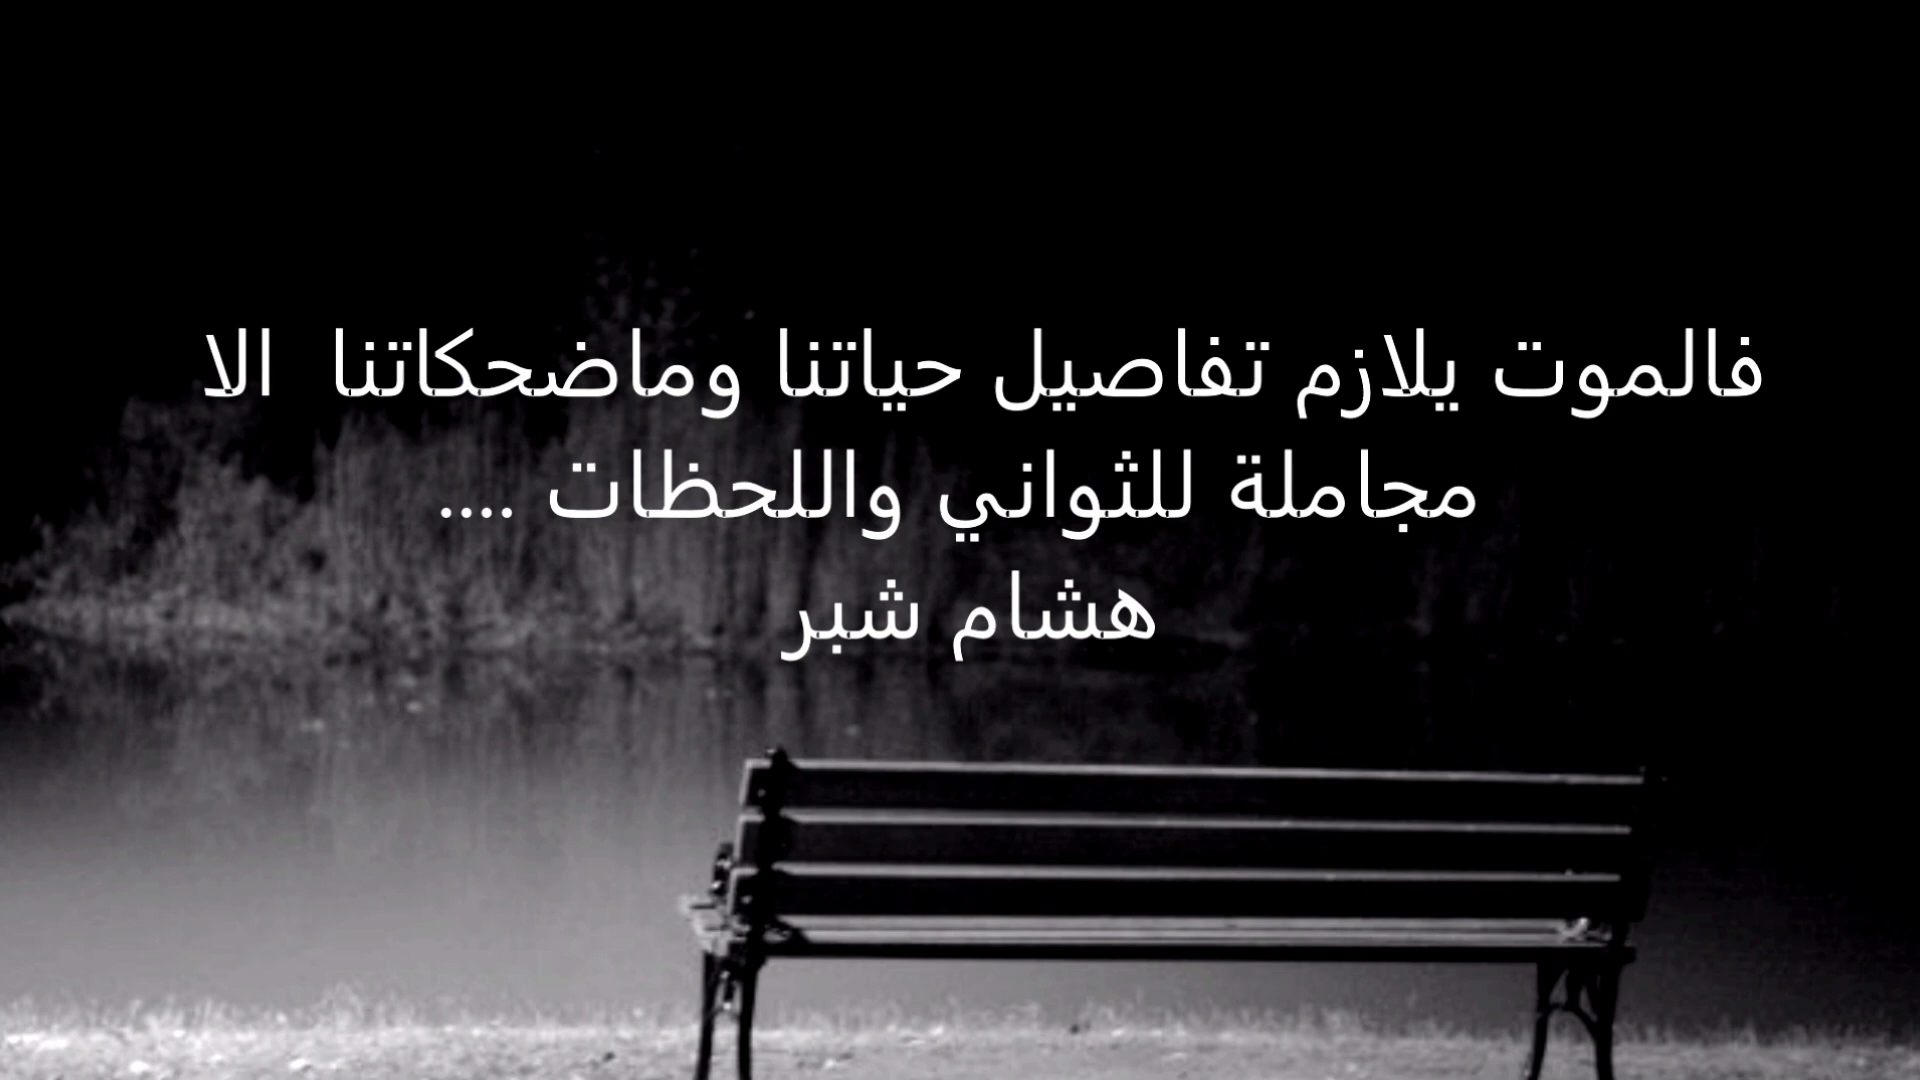 فالموت يلازم تفاصيل حياتنا وماضحكاتنا الا
مجاملة للثواني واللحظات ....
هشام شبر